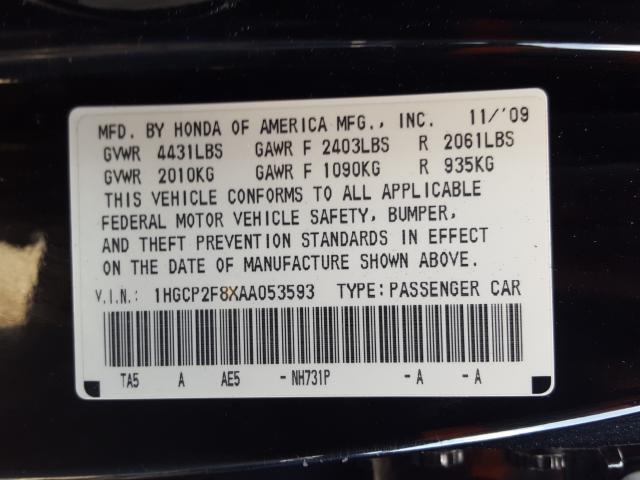 MFD. BY HONDA OF AMERICA MFG., INC. 11/'09
GVWR 4431LBS GAWR F 2403LBS R 2061LBS
GVWR 2010KG GAWR F 1090KG R 935KG
THIS VEHICLE CONFORMS TO ALL APPLICABLE
FEDERAL MOTOR VEHICLE SAFETY, BUMPER,
AND THEFT PREVENTION STANDARDS IN EFFECT
ON THE DATE OF MANUFACTURE SHOWN ABOVE.
V.I.N.: 1HGCP2F8XAA053593 TYPE:PASSENGER CAR
TA5 A AE5 -NH731P -A -A